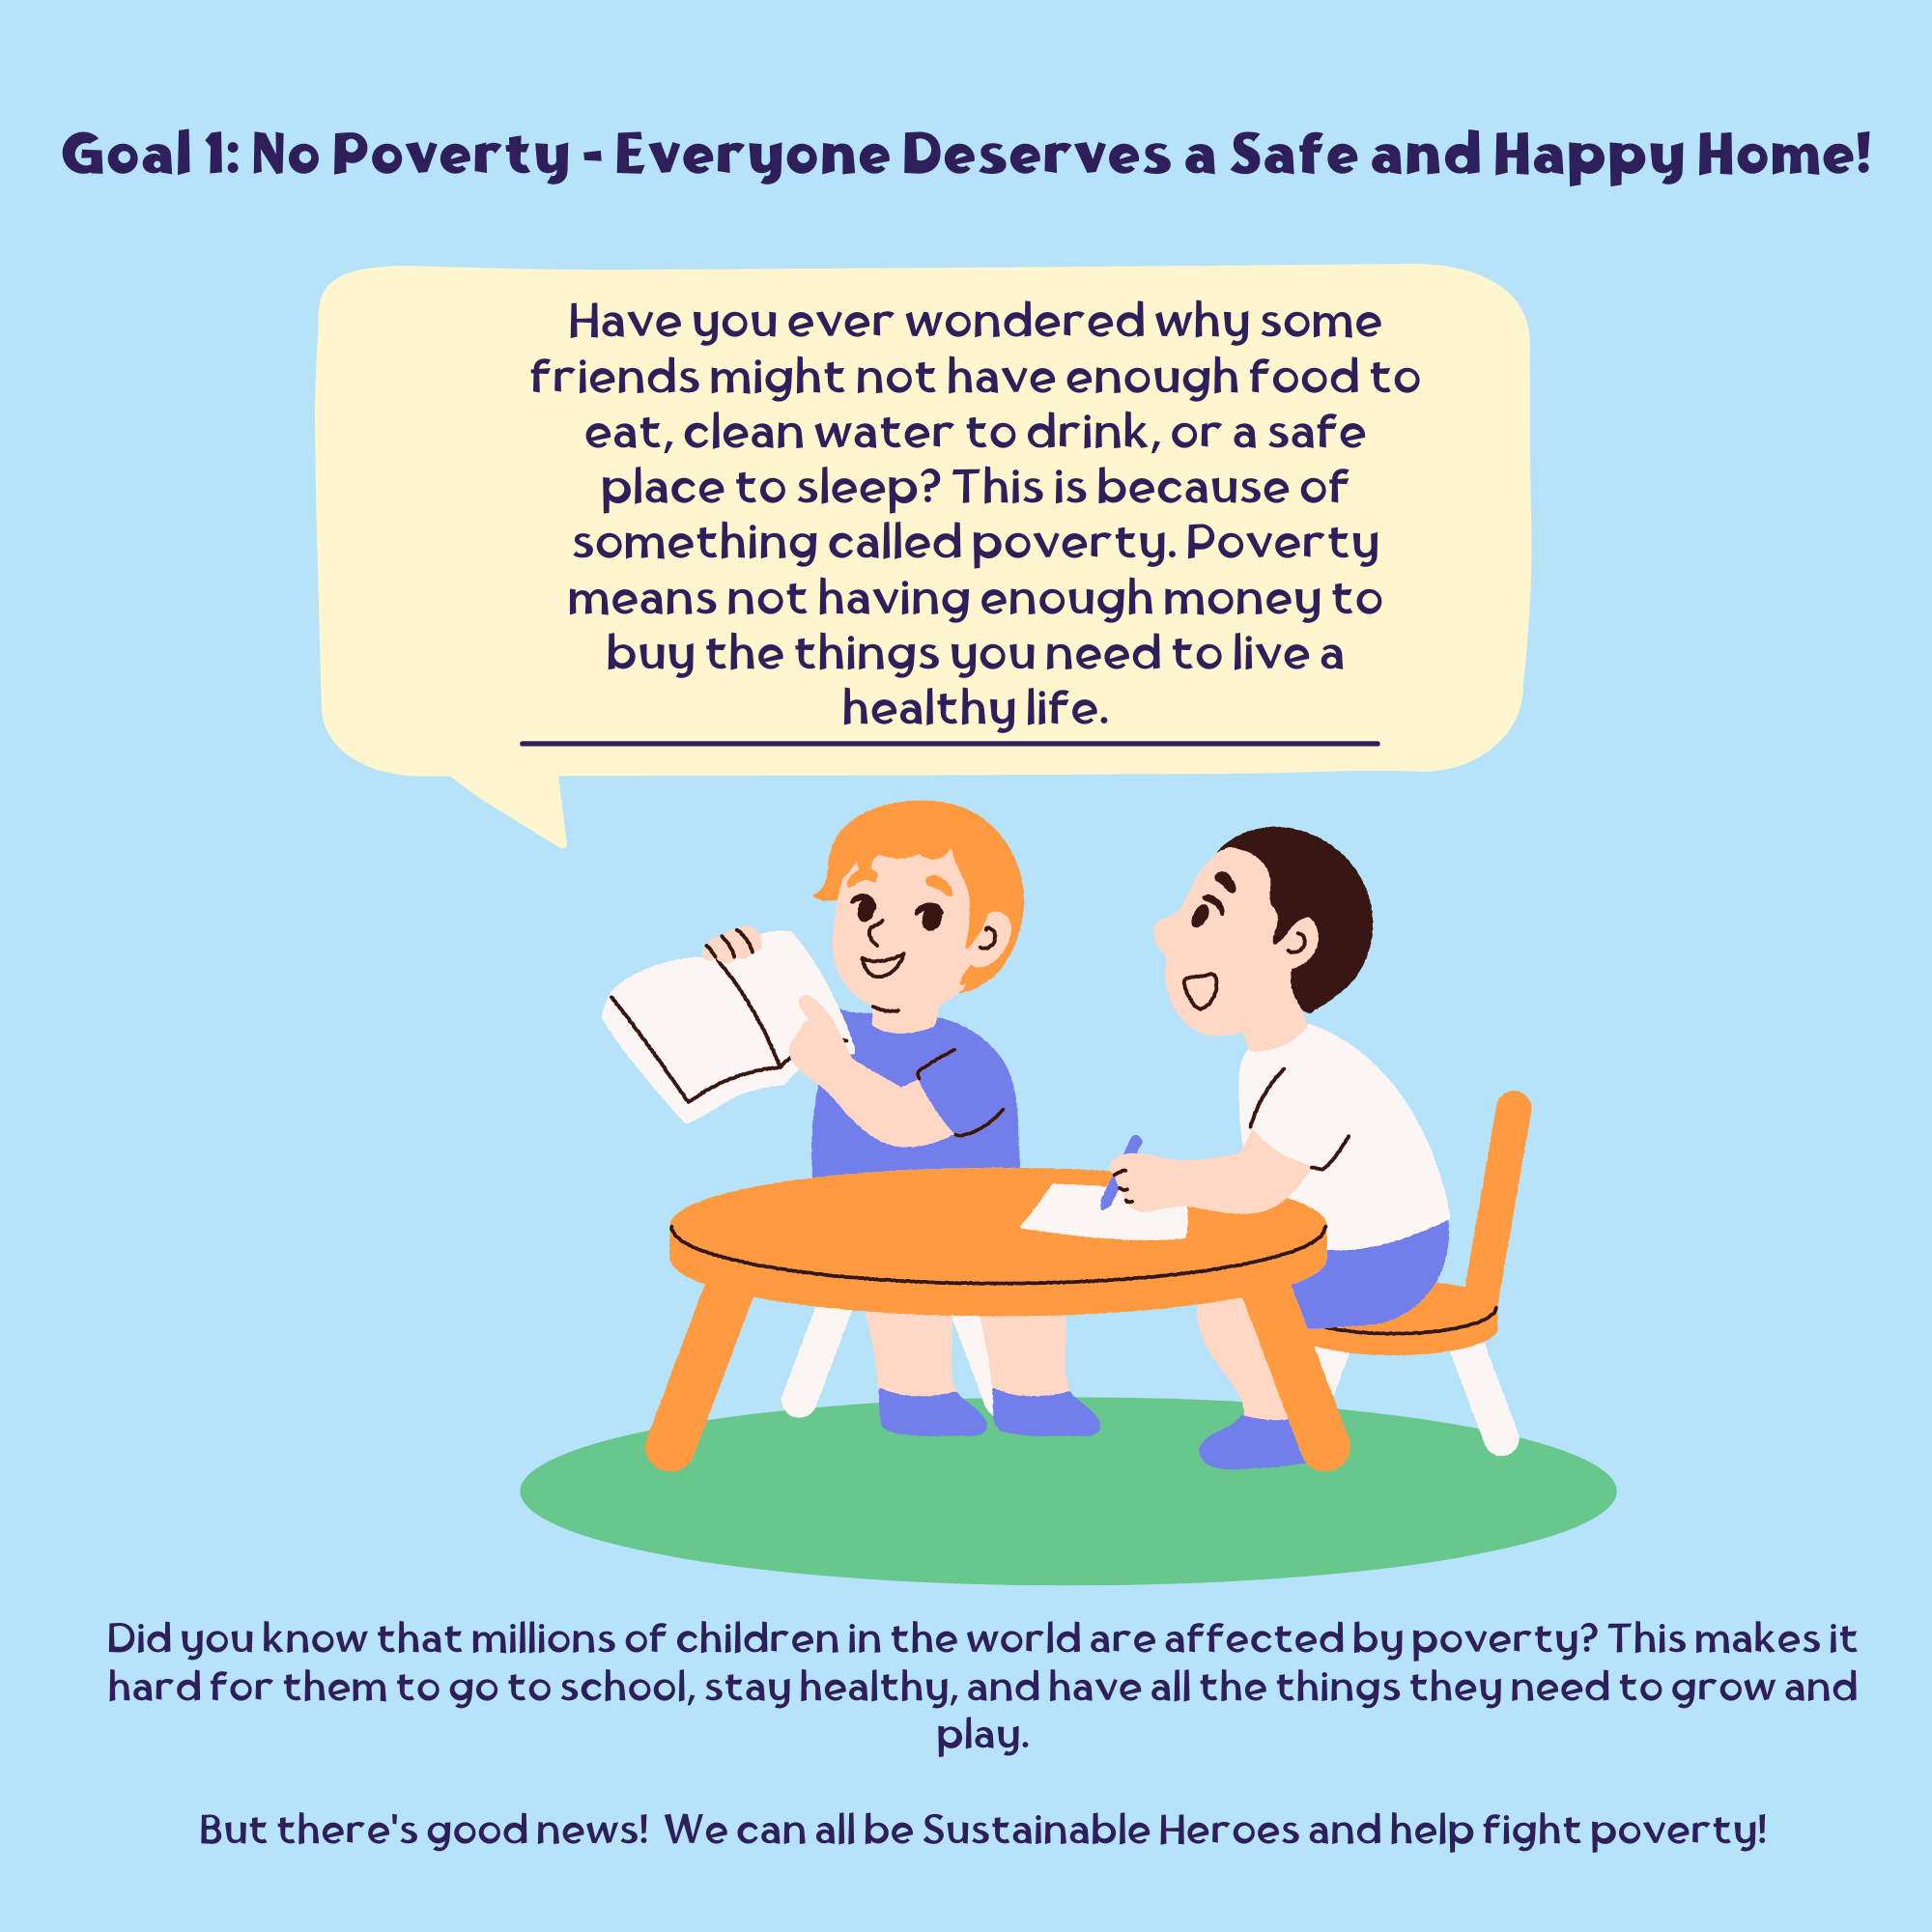 Goal 1: No Poverty - Everyone Deserves a Safe and Happy Home!
Have you ever wondered why some
friends might not have enough food to
eat, clean water to drink, or a safe
place to sleep? This is because of
something called poverty. Poverty
means not having enough money to
buy the things you need to live a
healthy life.
Did you know that millions of children in the world are affected by poverty? This makes it
hard for them to go to school, stay healthy, and have all the things they need to grow and
play.
But there's good news! We can all be Sustainable Heroes and help fight poverty!